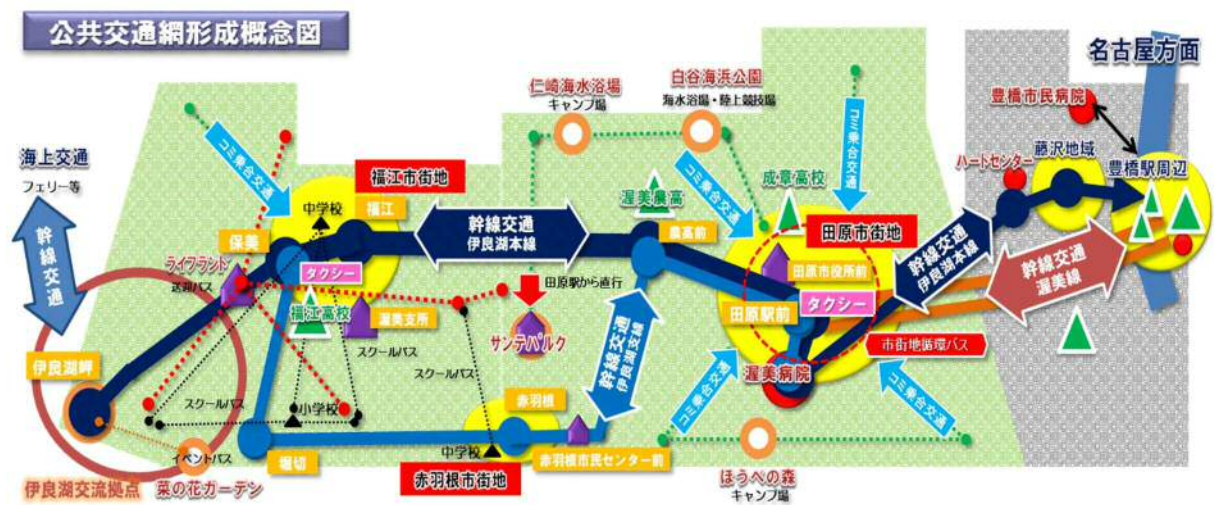 公共交通網形成概念図
名古屋方面
仁崎海水浴場
キャンプ場
白谷海浜公園
海水浴場・陸上競技場
豊橋市民病院
海上交通
フェリー等
幹線交通
コミ乗合交通
福江市街地
中学校
福江
保美
ライフランド
送迎バス
タクシー
福江高校
渥美支所
スクールバス
幹線交通
伊良湖本線
田原駅から直行
サンテパルク
渥美農高
農高前
コミ乗合交通
成章高校
コミ乗合交通
田原市街地
田原市役所前
タクシー
田原駅前
渥美病院
市街地循環バス
ハートセンター
藤沢地域
豊橋駅周辺
幹線交通
伊良湖本線
幹線交通
渥美線
幹線交通
伊良湖支線
コミ乗合交通
コミ乗合交通
伊良湖岬
スクールバス
小学校
スクールバス
赤羽根
イベントバス
堀切
中学校
赤羽根市民センター前
伊良湖交流拠点
菜の花ガーデン
赤羽根市街地
ほうべの森
キャンプ場